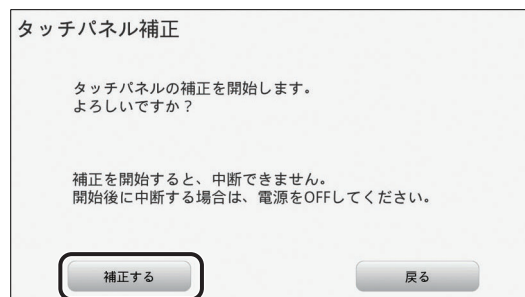 タッチパネル補正
タッチパネルの補正を開始します。
よろしいですか？
補正を開始すると、中断できません。
開始後に中断する場合は、電源をOFFしてください。
補正する
戻る